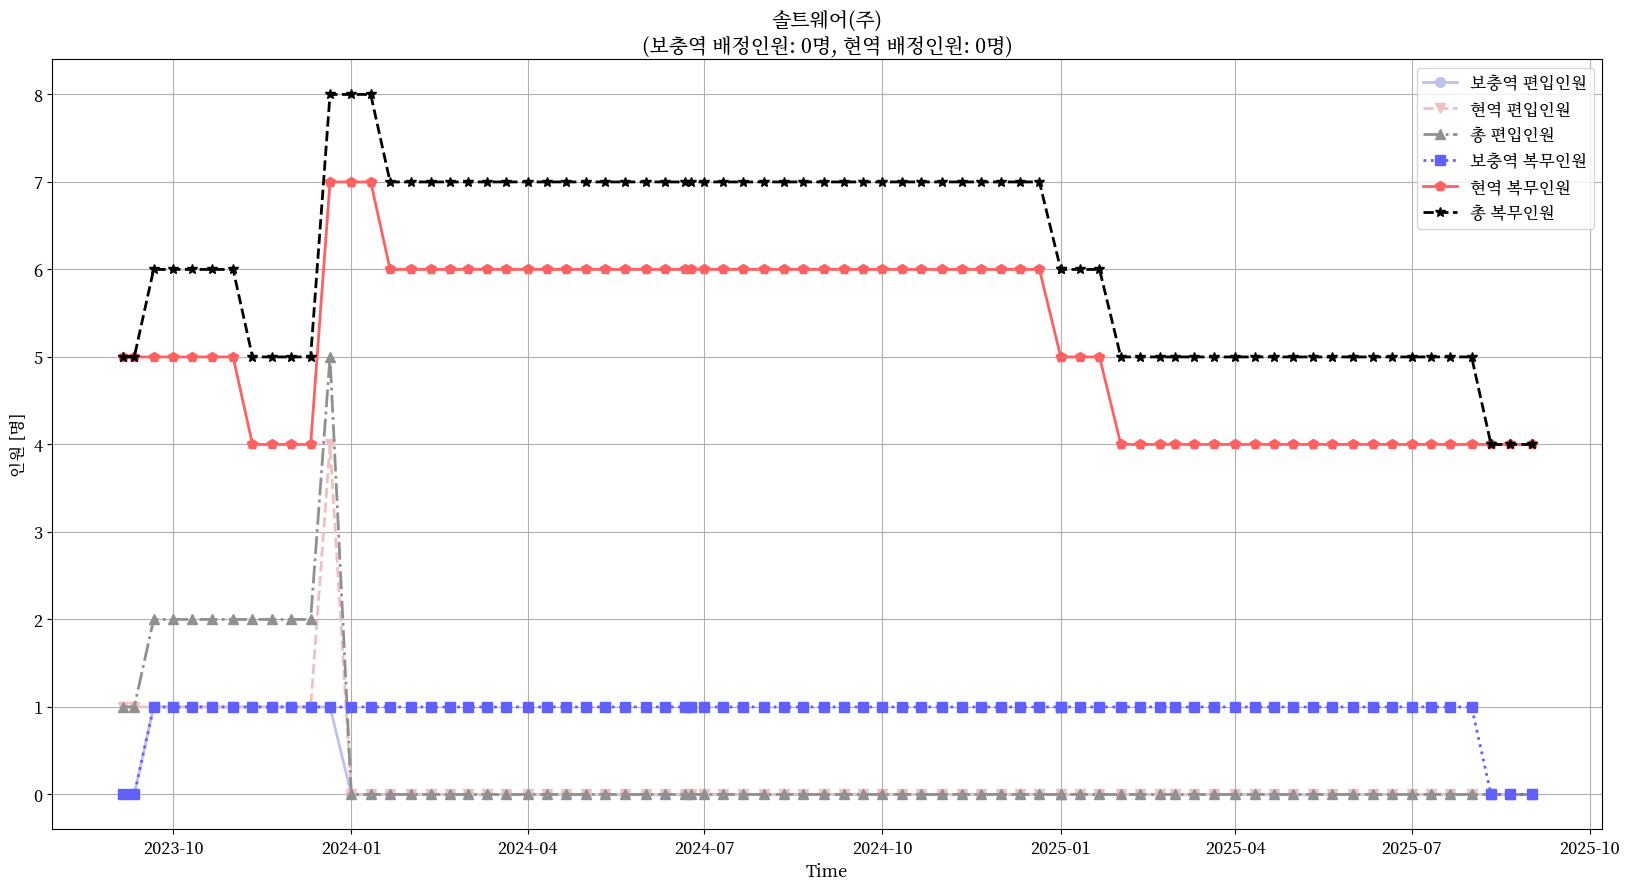 솔트웨어(주)
(보충역 배정인원: 0명, 현역 배정인원: 0명)
보충역 편입인원
현역 편입인원
총 편입인원
보충역 복무인원
현역 복무인원
총 복무인원
인원 [명]
8
7
6
5
4
3
2
1
0
2023-10
2024-01
2024-04
2024-07
2024-10
2025-01
2025-04
2025-07
2025-10
Time